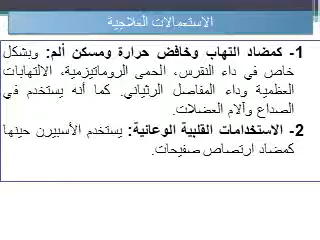 الاستعمالات العلاجية
1- كمضاد التهاب وخافض حرارة ومسكن ألم: وبشكل
خاص في داء النقرس، الحمى الروماتيزمية، الالتهابات
العظمية وداء المفاصل الرثياني. كما أنه يستخدم في
الصداع وآلام العضلات.
2- الاستخدامات القلبية الوعائية: يستخدم الأسبيرن حينها
كمضاد ارتصاص صفيحات.